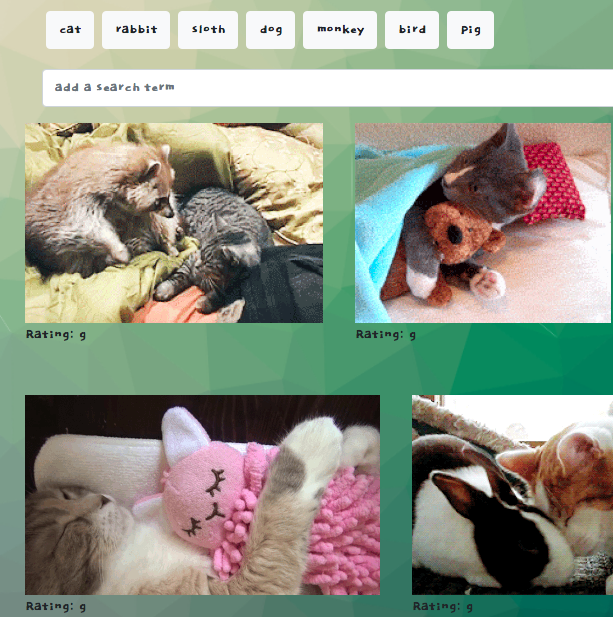 cat rabbit sloth dog monkey bird Pig
add a search term
Rating: g Rating: g
Rating: g Rating: g